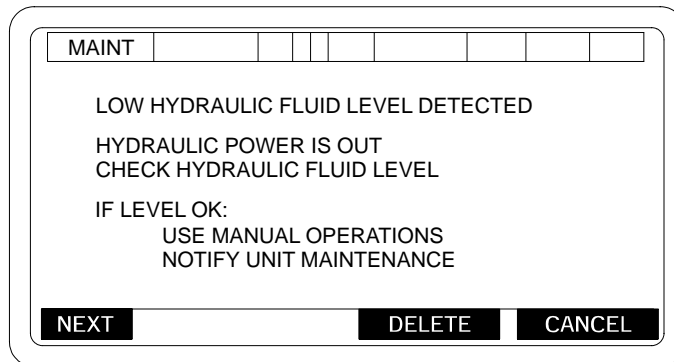 MAINT
LOW HYDRAULIC FLUID LEVEL DETECTED
HYDRAULIC POWER IS OUT
CHECK HYDRAULIC FLUID LEVEL
IF LEVEL OK:
USE MANUAL OPERATIONS
NOTIFY UNIT MAINTENANCE
NEXT DELETE CANCEL